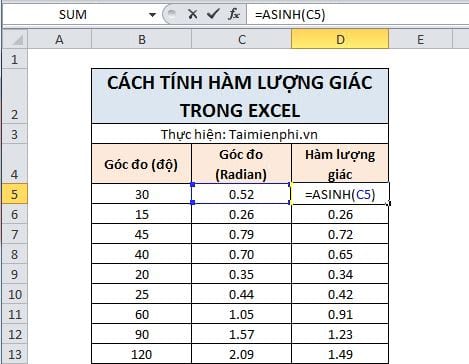 SUM =ASINH(C5)
A B C D E
1
2 CÁCH TÍNH HÀM LƯỢNG GIÁC
TRONG EXCEL
3 Thực hiện: Taimienphi.vn
4 Góc đo (độ) Góc đo
(Radian) Hàm lượng
giác
5 30 0.52 =ASINH(C5)
6 15 0.26 0.26
7 45 0.79 0.72
8 40 0.70 0.65
9 20 0.35 0.34
10 25 0.44 0.42
11 60 1.05 0.91
12 90 1.57 1.23
13 120 2.09 1.49